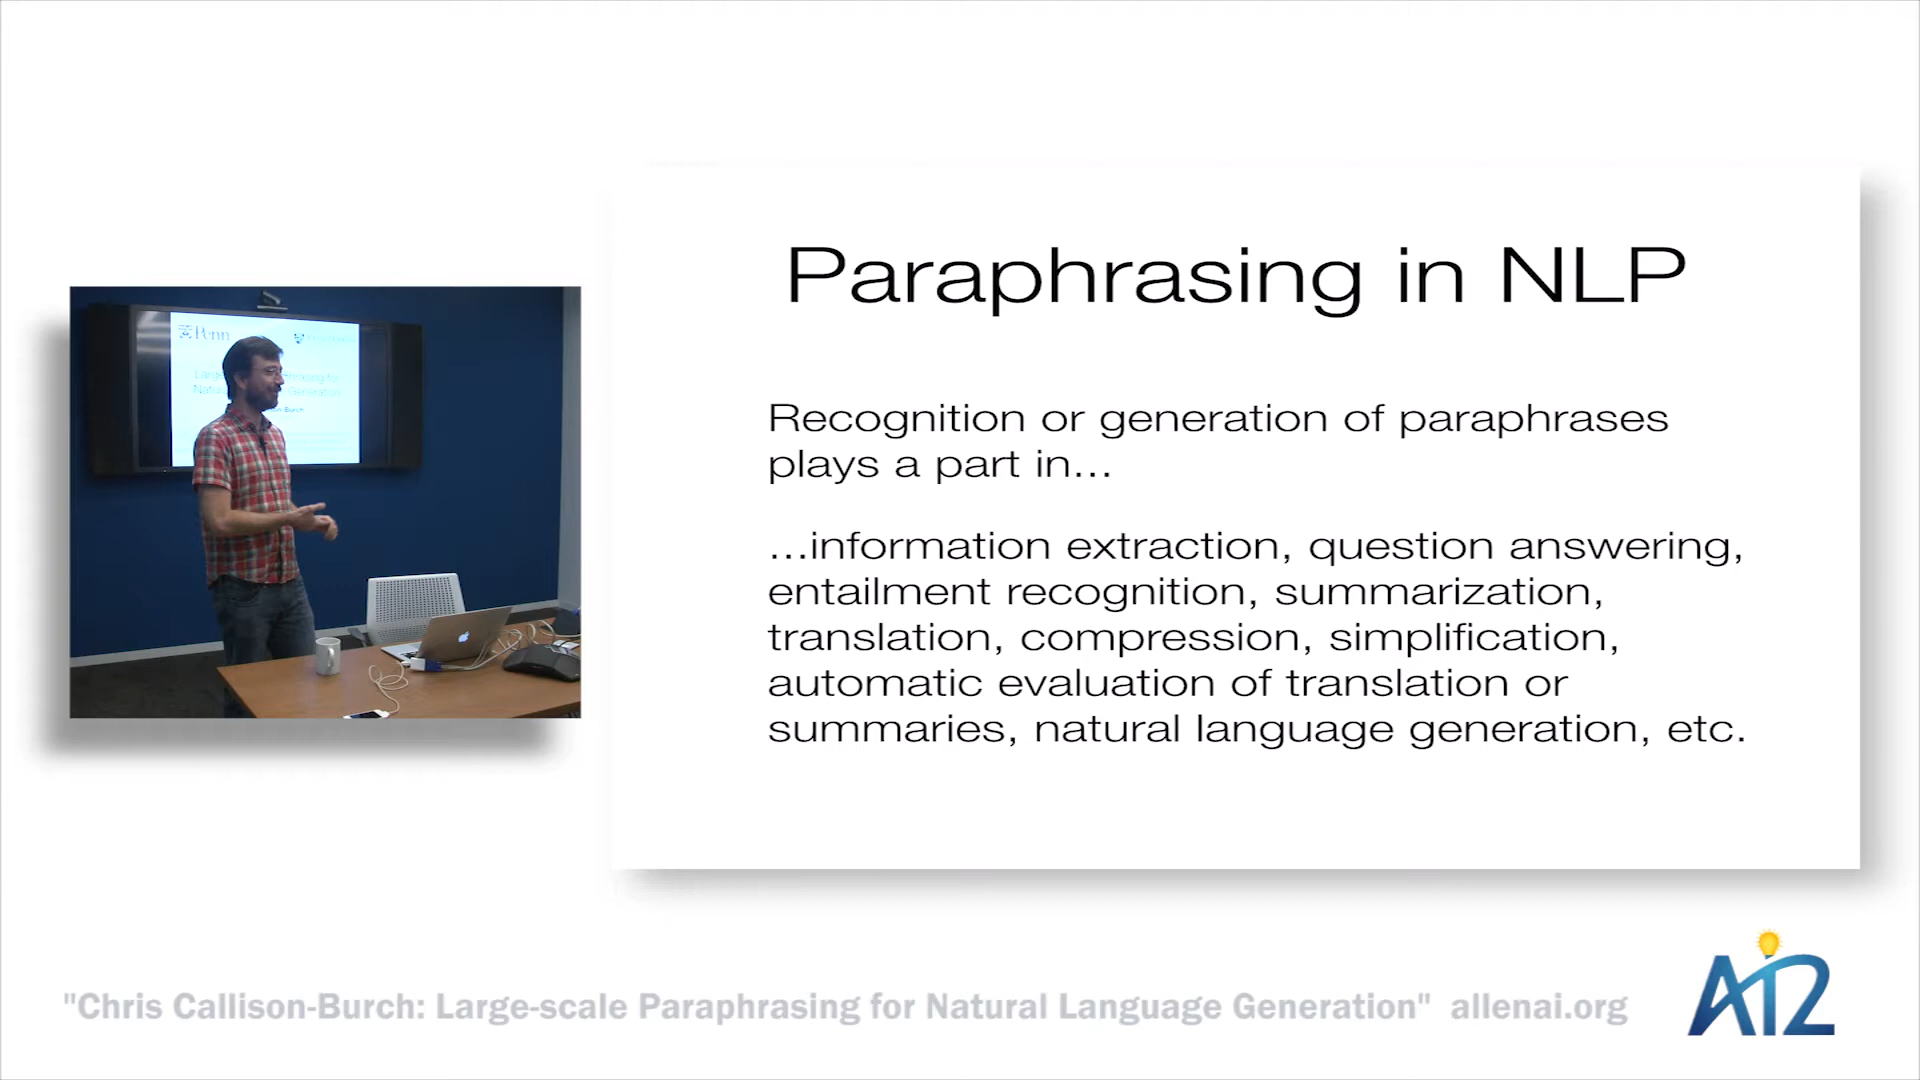 Paraphrasing in NLP
Recognition or generation of paraphrases
plays a part in...
...information extraction, question answering,
entailment recognition, summarization,
translation, compression, simplification,
automatic evaluation of translation or
summaries, natural language generation, etc.
Penn
"Chris Callison-Burch: Large-scale Paraphrasing for Natural Language Generation" allenai.org
AI2